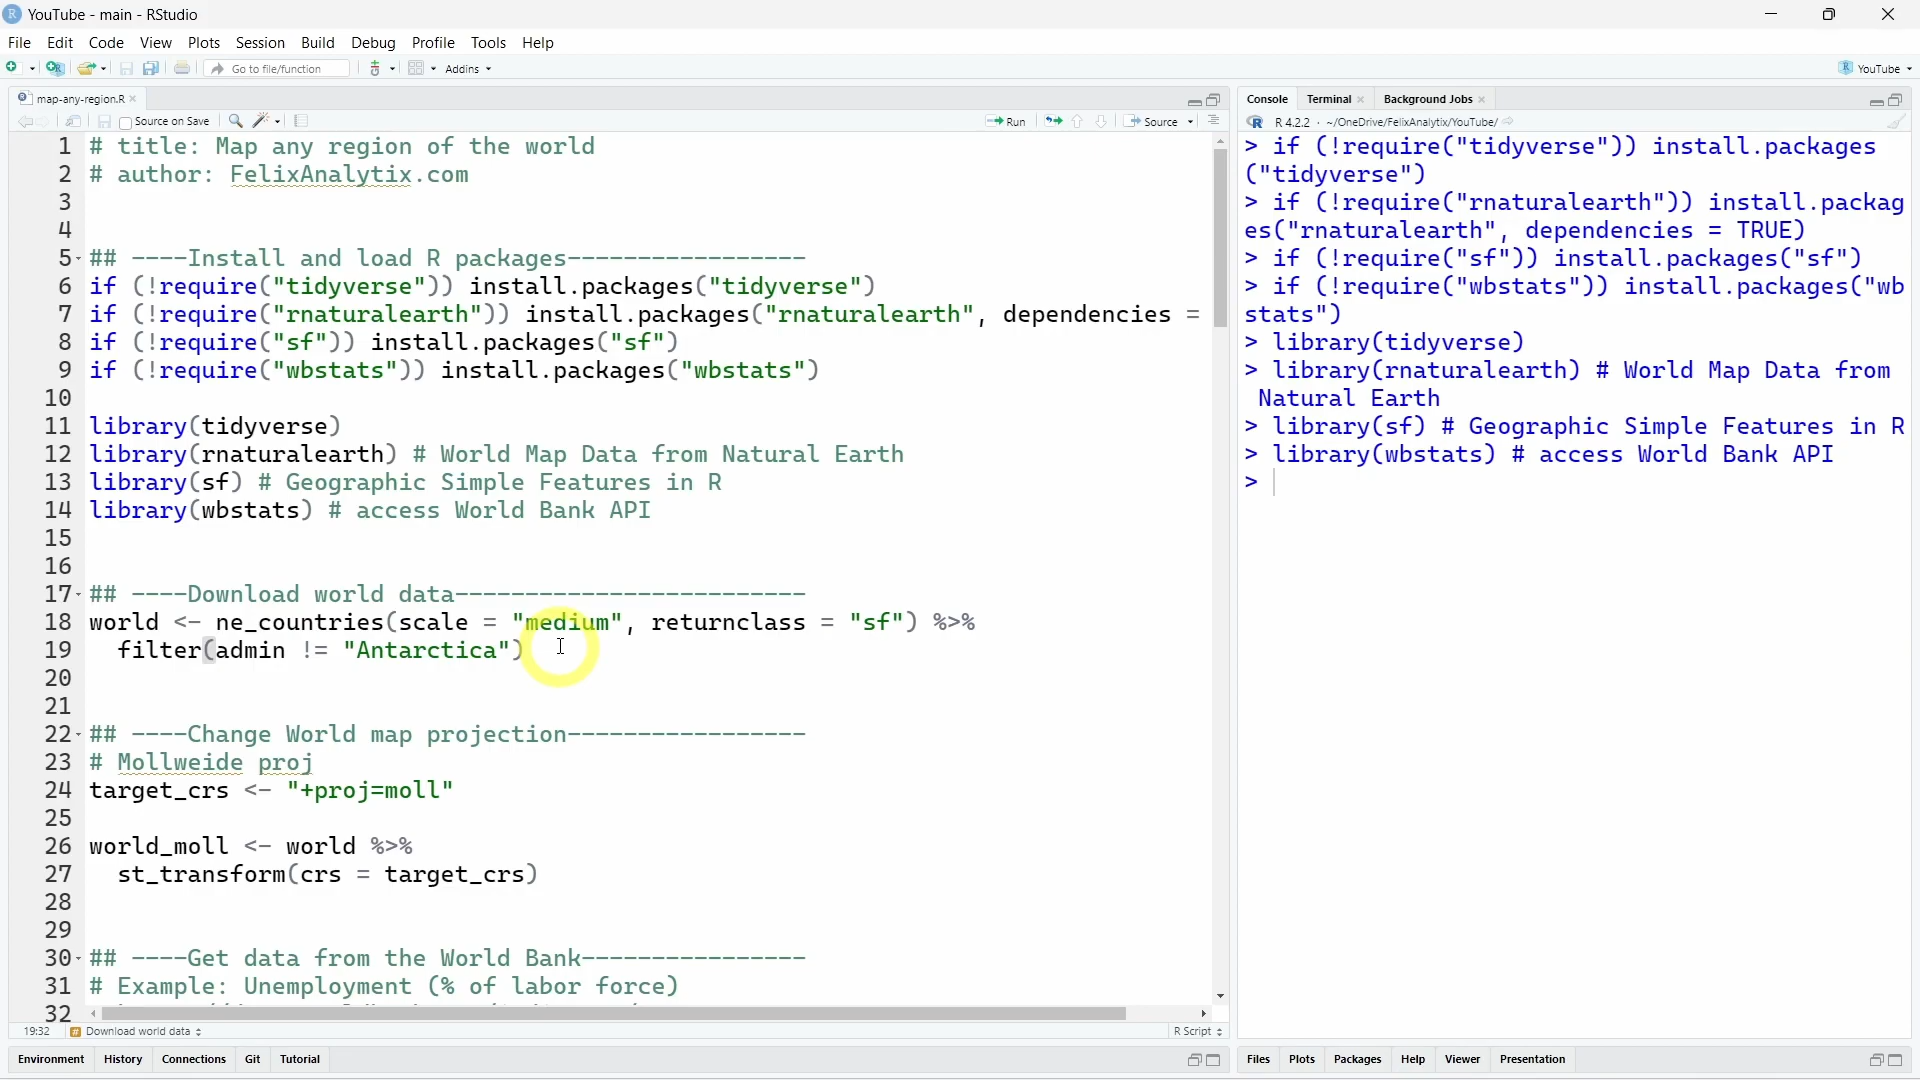 YouTube - main - RStudio
File Edit Code View Plots Session Build Debug Profile Tools Help
Go to file/function Addins YouTube
map-any-region.R
Source on Save Run Source
1 # title: Map any region of the world
2 # author: FelixAnalytix.com
3
4
5 ## ----Install and load R packages-----------------
6 if (!require("tidyverse")) install.packages("tidyverse")
7 if (!require("rnaturalearth")) install.packages("rnaturalearth", dependencies =
8 if (!require("sf")) install.packages("sf")
9 if (!require("wbstats")) install.packages("wbstats")
10
11 library(tidyverse)
12 library(rnaturalearth) # World Map Data from Natural Earth
13 library(sf) # Geographic Simple Features in R
14 library(wbstats) # access World Bank API
15
16
17 ## ----Download world data-------------------------
18 world <- ne_countries(scale = "medium", returnclass = "sf") %>%
19 filter(admin != "Antarctica")
20
21
22 ## ----Change World map projection-----------------
23 # Mollweide proj
24 target_crs <- "+proj=moll"
25
26 world_moll <- world %>%
27 st_transform(crs = target_crs)
28
29
30 ## ----Get data from the World Bank----------------
31 # Example: Unemployment (% of labor force)
32
19:32 Download world data R Script
Environment History Connections Git Tutorial
Console Terminal Background Jobs
R 4.2.2 · ~/OneDrive/FelixAnalytix/YouTube/
> if (!require("tidyverse")) install.packages
("tidyverse")
> if (!require("rnaturalearth")) install.packag
es("rnaturalearth", dependencies = TRUE)
> if (!require("sf")) install.packages("sf")
> if (!require("wbstats")) install.packages("wb
stats")
> library(tidyverse)
> library(rnaturalearth) # World Map Data from
Natural Earth
> library(sf) # Geographic Simple Features in R
> library(wbstats) # access World Bank API
>
Files Plots Packages Help Viewer Presentation